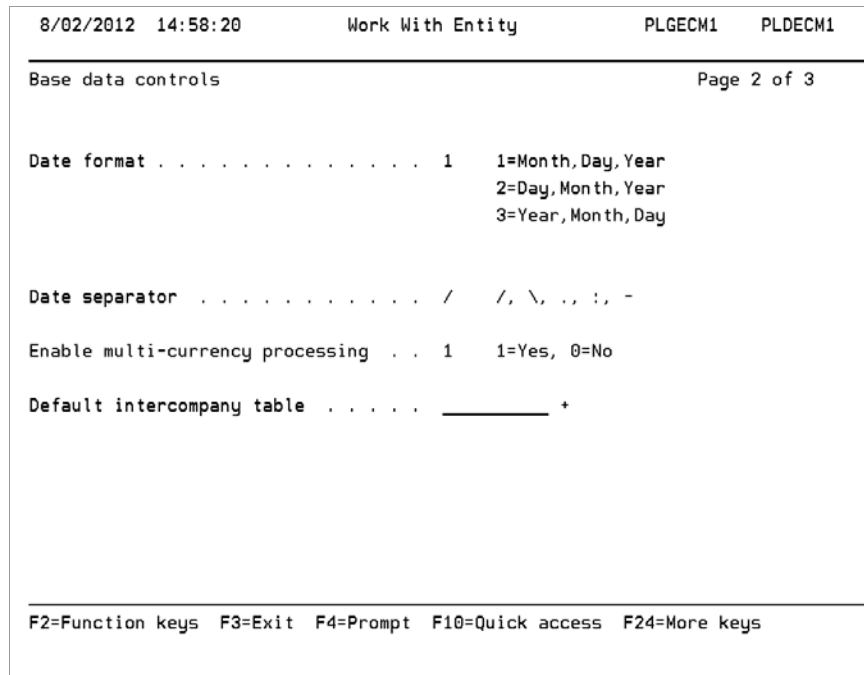 8/02/2012 14:58:20 Work With Entity PLGECM1 PLDECM1
Base data controls Page 2 of 3
Date format . . . . . . . . . . . . . 1 1=Month,Day,Year
2=Day,Month,Year
3=Year,Month,Day
Date separator . . . . . . . . . . . / /, \, ., :, -
Enable multi-currency processing . . 1 1=Yes, 0=No
Default intercompany table . . . . . __________ +
F2=Function keys F3=Exit F4=Prompt F10=Quick access F24=More keys